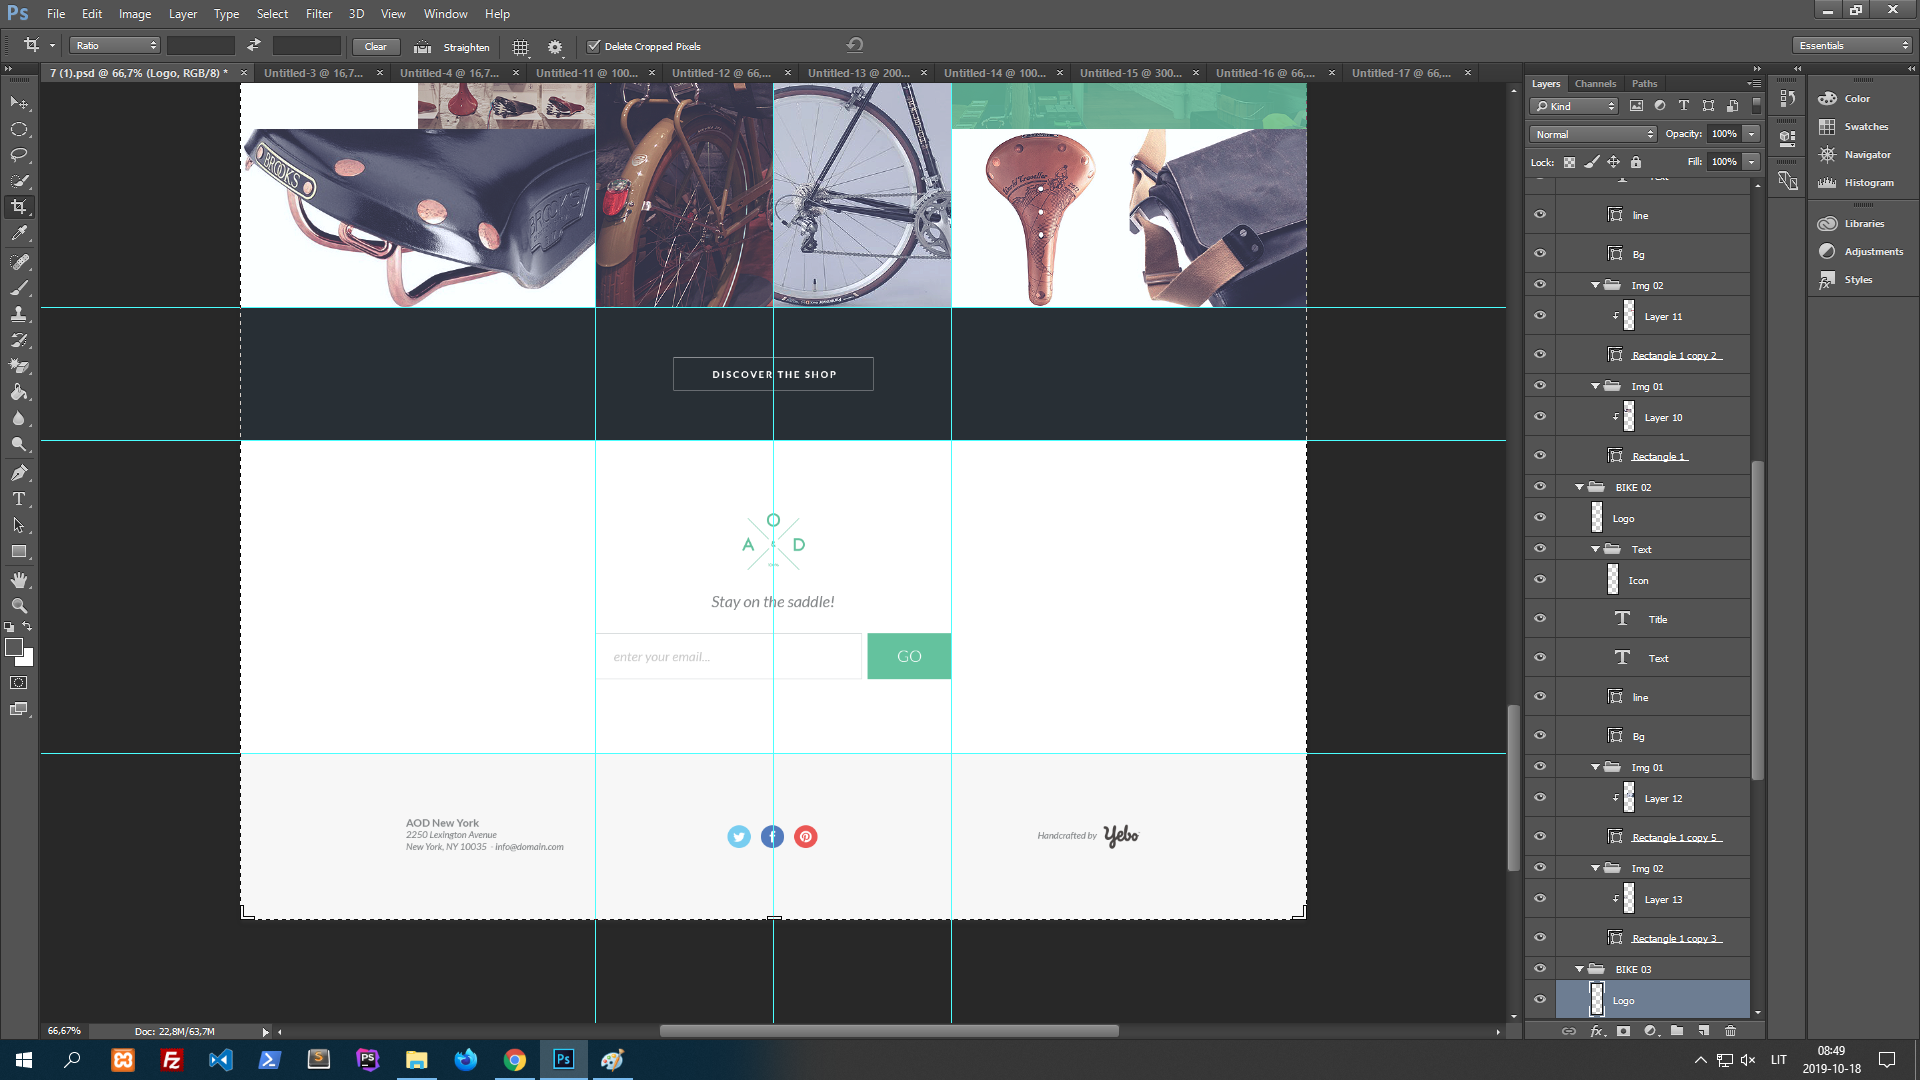 Ps File Edit Image Layer Type Select Filter 3D View Window Help
Ratio Clear Straighten Delete Cropped Pixels Essentials
7 (1).psd @ 66,7% (Logo, RGB/8) * × Untitled-3 @ 16,7... × Untitled-4 @ 16,7... × Untitled-11 @ 100... × Untitled-12 @ 66,... × Untitled-13 @ 200... × Untitled-14 @ 100... × Untitled-15 @ 300... × Untitled-16 @ 66,... × Untitled-17 @ 66,... ×
BROOKS
World Traveller
DISCOVER THE SHOP
O
A & D
Stay on the saddle!
enter your email...
GO
AOD New York
2250 Lexington Avenue
New York, NY 10035 - info@domain.com
Handcrafted by Yebo
66,67% Doc: 22,8M/63,7M
Layers Channels Paths
Kind
Normal Opacity: 100%
Lock: Fill: 100%
Text
line
Bg
Img 02
Layer 11
Rectangle 1 copy 2
Img 01
Layer 10
Rectangle 1
BIKE 02
Logo
Text
Icon
Title
Text
line
Bg
Img 01
Layer 12
Rectangle 1 copy 5
Img 02
Layer 13
Rectangle 1 copy 3
BIKE 03
Logo
fx
Color
Swatches
Navigator
Histogram
Libraries
Adjustments
Styles
LIT
08:49
2019-10-18